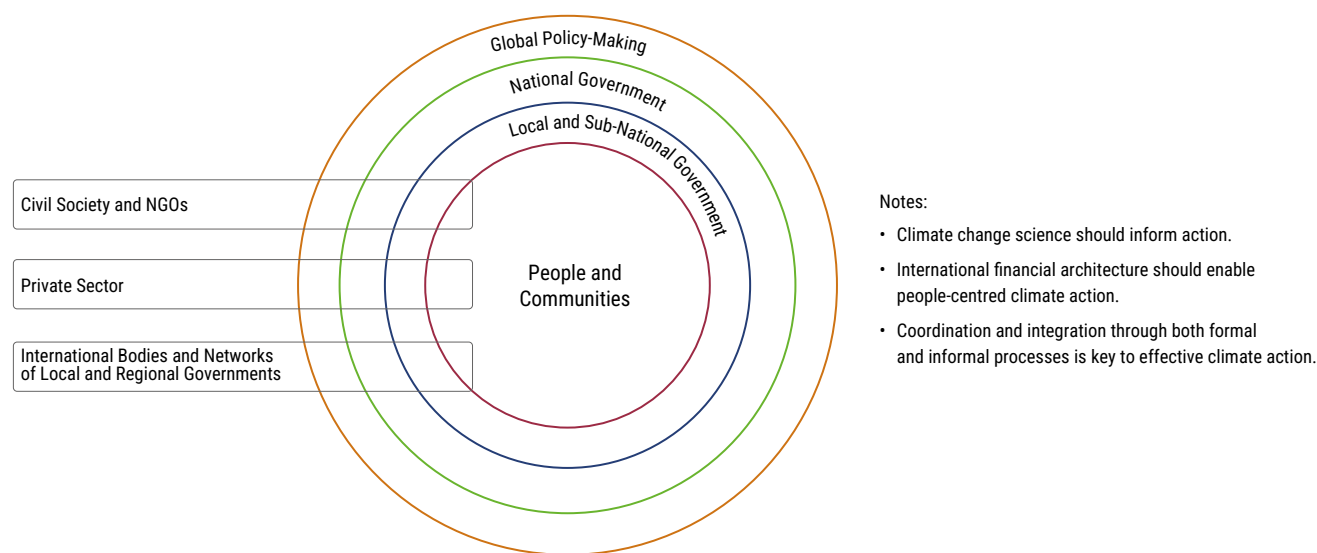 Global Policy-Making
National Government
Local and Sub-National Government
Civil Society and NGOs
Private Sector
International Bodies and Networks
of Local and Regional Governments
People and
Communities
Notes:
• Climate change science should inform action.
• International financial architecture should enable
people-centred climate action.
• Coordination and integration through both formal
and informal processes is key to effective climate action.